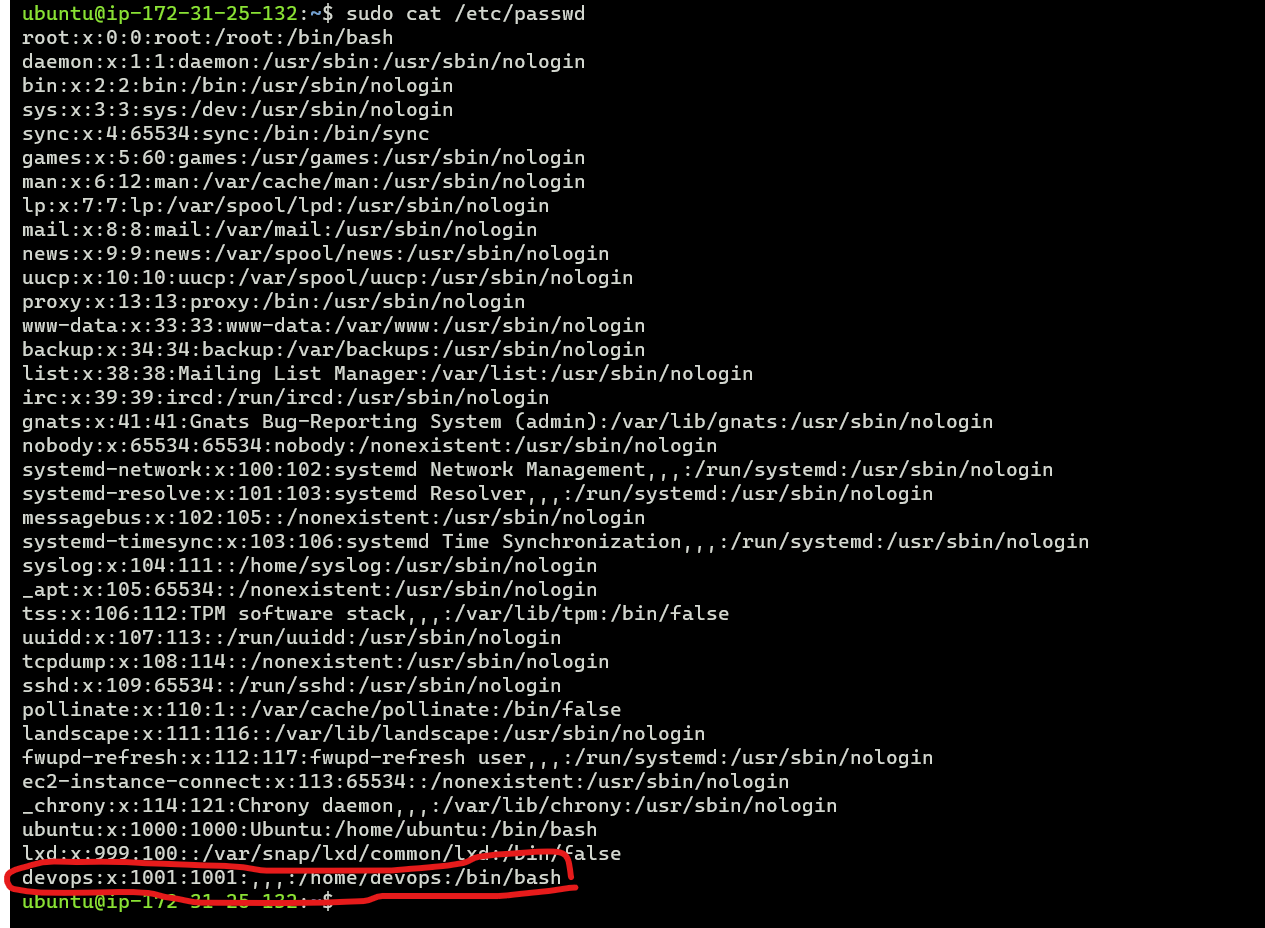 ubuntu@ip-172-31-25-132:~$ sudo cat /etc/passwd
root:x:0:0:root:/root:/bin/bash
daemon:x:1:1:daemon:/usr/sbin:/usr/sbin/nologin
bin:x:2:2:bin:/bin:/usr/sbin/nologin
sys:x:3:3:sys:/dev:/usr/sbin/nologin
sync:x:4:65534:sync:/bin:/bin/sync
games:x:5:60:games:/usr/games:/usr/sbin/nologin
man:x:6:12:man:/var/cache/man:/usr/sbin/nologin
lp:x:7:7:lp:/var/spool/lpd:/usr/sbin/nologin
mail:x:8:8:mail:/var/mail:/usr/sbin/nologin
news:x:9:9:news:/var/spool/news:/usr/sbin/nologin
uucp:x:10:10:uucp:/var/spool/uucp:/usr/sbin/nologin
proxy:x:13:13:proxy:/bin:/usr/sbin/nologin
www-data:x:33:33:www-data:/var/www:/usr/sbin/nologin
backup:x:34:34:backup:/var/backups:/usr/sbin/nologin
list:x:38:38:Mailing List Manager:/var/list:/usr/sbin/nologin
irc:x:39:39:ircd:/run/ircd:/usr/sbin/nologin
gnats:x:41:41:Gnats Bug-Reporting System (admin):/var/lib/gnats:/usr/sbin/nologin
nobody:x:65534:65534:nobody:/nonexistent:/usr/sbin/nologin
systemd-network:x:100:102:systemd Network Management,,,:/run/systemd:/usr/sbin/nologin
systemd-resolve:x:101:103:systemd Resolver,,,:/run/systemd:/usr/sbin/nologin
messagebus:x:102:105::/nonexistent:/usr/sbin/nologin
systemd-timesync:x:103:106:systemd Time Synchronization,,,:/run/systemd:/usr/sbin/nologin
syslog:x:104:111::/home/syslog:/usr/sbin/nologin
_apt:x:105:65534::/nonexistent:/usr/sbin/nologin
tss:x:106:112:TPM software stack,,,:/var/lib/tpm:/bin/false
uuidd:x:107:113::/run/uuidd:/usr/sbin/nologin
tcpdump:x:108:114::/nonexistent:/usr/sbin/nologin
sshd:x:109:65534::/run/sshd:/usr/sbin/nologin
pollinate:x:110:1::/var/cache/pollinate:/bin/false
landscape:x:111:116::/var/lib/landscape:/usr/sbin/nologin
fwupd-refresh:x:112:117:fwupd-refresh user,,,:/run/systemd:/usr/sbin/nologin
ec2-instance-connect:x:113:65534::/nonexistent:/usr/sbin/nologin
_chrony:x:114:121:Chrony daemon,,,:/var/lib/chrony:/usr/sbin/nologin
ubuntu:x:1000:1000:Ubuntu:/home/ubuntu:/bin/bash
lxd:x:999:100::/var/snap/lxd/common/lxd:/bin/false
devops:x:1001:1001:,,,:/home/devops:/bin/bash
ubuntu@ip-172-31-25-132:~$